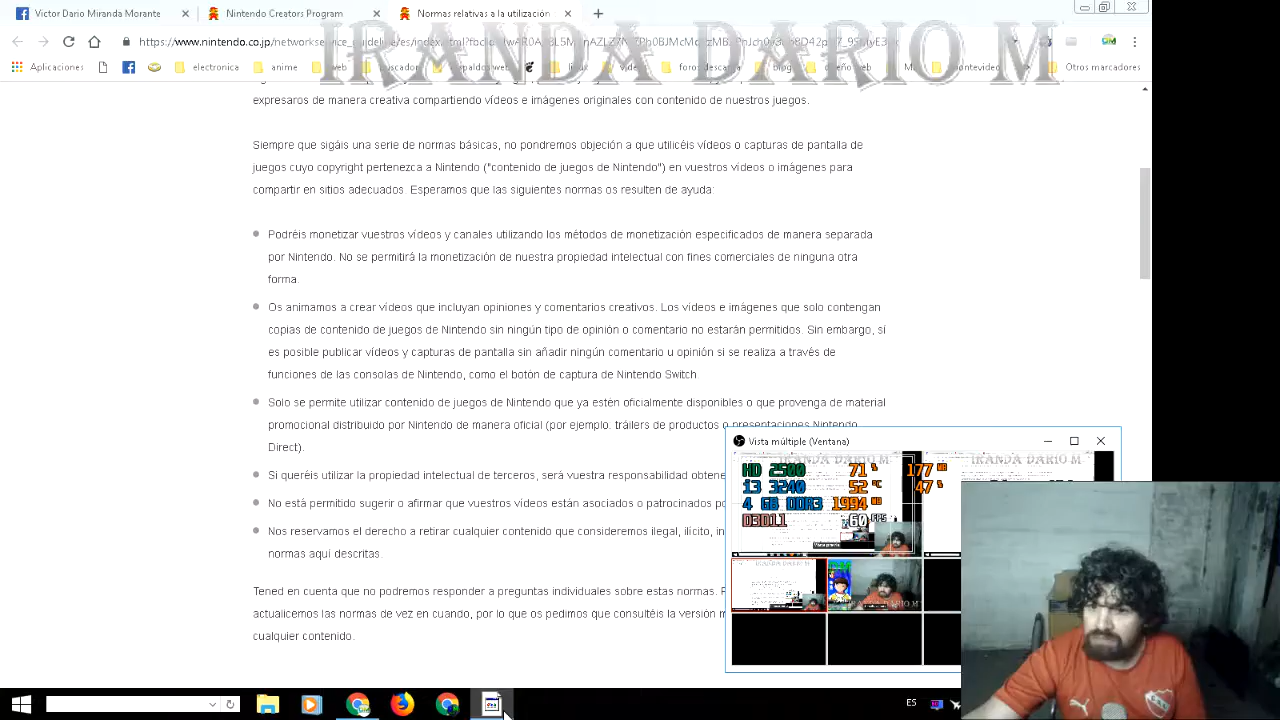 Victor Dario Miranda Morante
Nintendo Creators Program
Normas relativas a la utilización
IRANDA DARIO M
Aplicaciones
electronica
anime
Otros marcadores
expresaros de manera creativa compartiendo vídeos e imágenes originales con contenido de nuestros juegos.
Siempre que sigáis una serie de normas básicas, no pondremos objeción a que utilicéis vídeos o capturas de pantalla de
juegos cuyo copyright pertenezca a Nintendo ("contenido de juegos de Nintendo") en vuestros vídeos o imágenes para
compartir en sitios adecuados. Esperamos que las siguientes normas os resulten de ayuda:
Podréis monetizar vuestros vídeos y canales utilizando los métodos de monetización especificados de manera separada
por Nintendo. No se permitirá la monetización de nuestra propiedad intelectual con fines comerciales de ninguna otra
forma.
Os animamos a crear vídeos que incluyan opiniones y comentarios creativos. Los vídeos e imágenes que solo contengan
copias de contenido de juegos de Nintendo sin ningún tipo de opinión o comentario no estarán permitidos. Sin embargo, sí
es posible publicar vídeos y capturas de pantalla sin añadir ningún comentario u opinión si se realiza a través de
funciones de las consolas de Nintendo, como el botón de captura de Nintendo Switch
Solo se permite utilizar contenido de juegos de Nintendo que ya estén oficialmente disponibles o que provenga de material
promocional distribuido por Nintendo de manera oficial (por ejemplo: tráilers de productos o presentaciones Nintendo
Direct).
Si queréis utilizar la propiedad intelectual de terceros, será vuestra responsabilidad
No está permitido sugerir o afirmar que vuestros vídeos están asociados o patrocinados
Nos reservamos el derecho a retirar cualquier contenido que consideremos ilegal, ilícito,
normas aquí descritas
Tened en cuenta que no podremos responder a preguntas individuales sobre estas normas.
actualicemos las normas de vez en cuando, por lo que os pedimos que consultéis la versión
cualquier contenido.
Vista múltiple (Ventana)
IRANDA DARIO M
HD 2500 71 % 177 MB
i3 3240 52 °C 47 %
4 GB DDR3 1994 MB
D3D11 60 FPS
ES